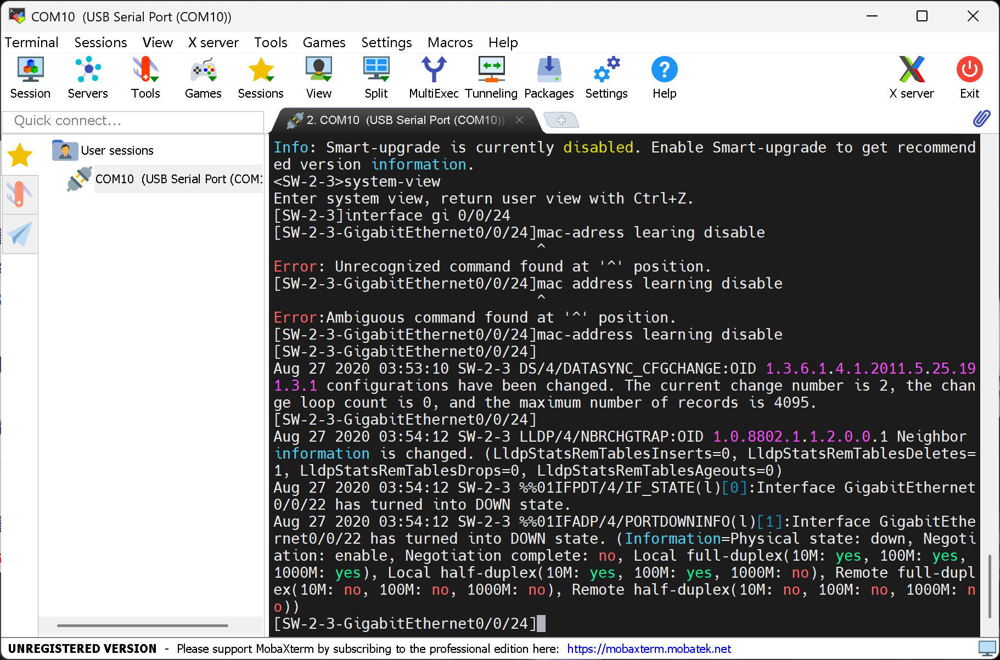 COM10  (USB Serial Port (COM10))
Terminal Sessions View X server Tools Games Settings Macros Help
Session Servers Tools Games Sessions View Split MultiExec Tunneling Packages Settings Help X server Exit
Quick connect...
2. COM10  (USB Serial Port (COM10))
User sessions
COM10  (USB Serial Port (COM1
Info: Smart-upgrade is currently disabled. Enable Smart-upgrade to get recommend
ed version information.
<SW-2-3>system-view
Enter system view, return user view with Ctrl+Z.
[SW-2-3]interface gi 0/0/24
[SW-2-3-GigabitEthernet0/0/24]mac-adress learing disable
^
Error: Unrecognized command found at '^' position.
[SW-2-3-GigabitEthernet0/0/24]mac address learning disable
^
Error:Ambiguous command found at '^' position.
[SW-2-3-GigabitEthernet0/0/24]mac-address learning disable
[SW-2-3-GigabitEthernet0/0/24]
Aug 27 2020 03:53:10 SW-2-3 DS/4/DATASYNC_CFGCHANGE:OID 1.3.6.1.4.1.2011.5.25.19
1.3.1 configurations have been changed. The current change number is 2, the chan
ge loop count is 0, and the maximum number of records is 4095.
[SW-2-3-GigabitEthernet0/0/24]
Aug 27 2020 03:54:12 SW-2-3 LLDP/4/NBRCHGTRAP:OID 1.0.8802.1.1.2.0.0.1 Neighbor
information is changed. (LldpStatsRemTablesInserts=0, LldpStatsRemTablesDeletes=
1, LldpStatsRemTablesDrops=0, LldpStatsRemTablesAgeouts=0)
Aug 27 2020 03:54:12 SW-2-3 %%01IFPDT/4/IF_STATE(l)[0]:Interface GigabitEthernet
0/0/22 has turned into DOWN state.
Aug 27 2020 03:54:12 SW-2-3 %%01IFADP/4/PORTDOWNINFO(l)[1]:Interface GigabitEthe
rnet0/0/22 has turned into DOWN state. (Information=Physical state: down, Negoti
ation: enable, Negotiation complete: no, Local full-duplex(10M: yes, 100M: yes,
1000M: yes), Local half-duplex(10M: yes, 100M: yes, 1000M: no), Remote full-dupl
ex(10M: no, 100M: no, 1000M: no), Remote half-duplex(10M: no, 100M: no, 1000M: n
o))
[SW-2-3-GigabitEthernet0/0/24]
UNREGISTERED VERSION  -  Please support MobaXterm by subscribing to the professional edition here:  https://mobaxterm.mobatek.net